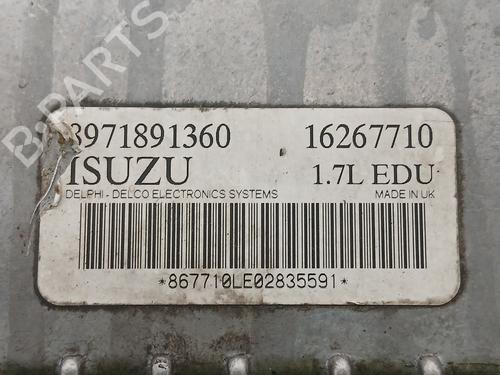 B-PARTS
8971891360 16267710
ISUZU 1.7L EDU
DELPHI - DELCO ELECTRONICS SYSTEMS MADE IN UK
*867710LE02835591*